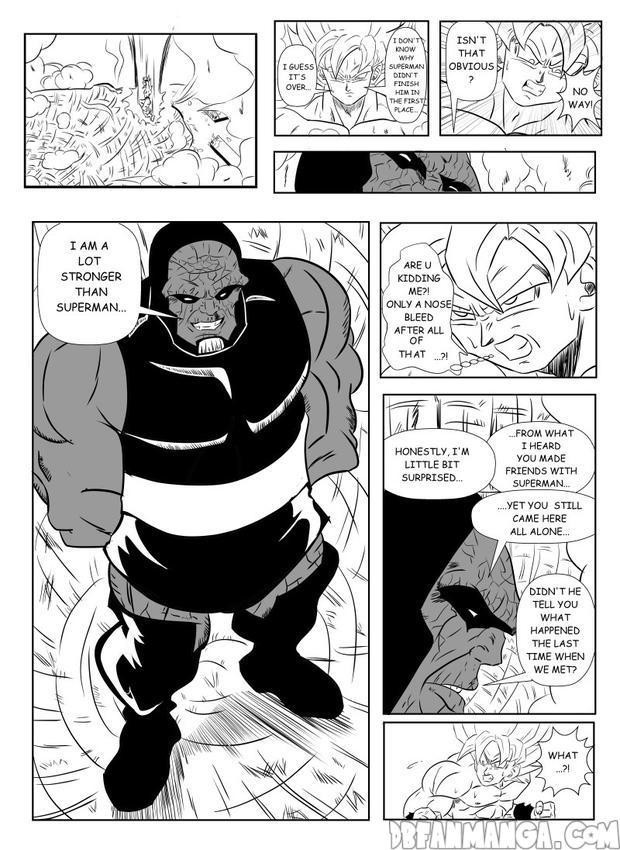 I GUESS
IT'S
OVER...
I DON'T
KNOW
WHY
SUPERMAN
DIDN'T
FINISH
HIM IN
THE FIRST
PLACE...
ISN'T
THAT
OBVIOUS
?
NO
WAY!
I AM A
LOT
STRONGER
THAN
SUPERMAN...
ARE U
KIDDING
ME?!
ONLY A NOSE
BLEED
AFTER ALL
OF
THAT ...?!
HONESTLY, I'M
LITTLE BIT
SURPRISED...
...FROM WHAT
I HEARD
YOU MADE
FRIENDS WITH
SUPERMAN...
....YET YOU STILL
CAME HERE
ALL ALONE...
DIDN'T HE
TELL YOU
WHAT
HAPPENED
THE LAST
TIME WHEN
WE MET?
WHAT
...?!
DBFANMANGA.COM